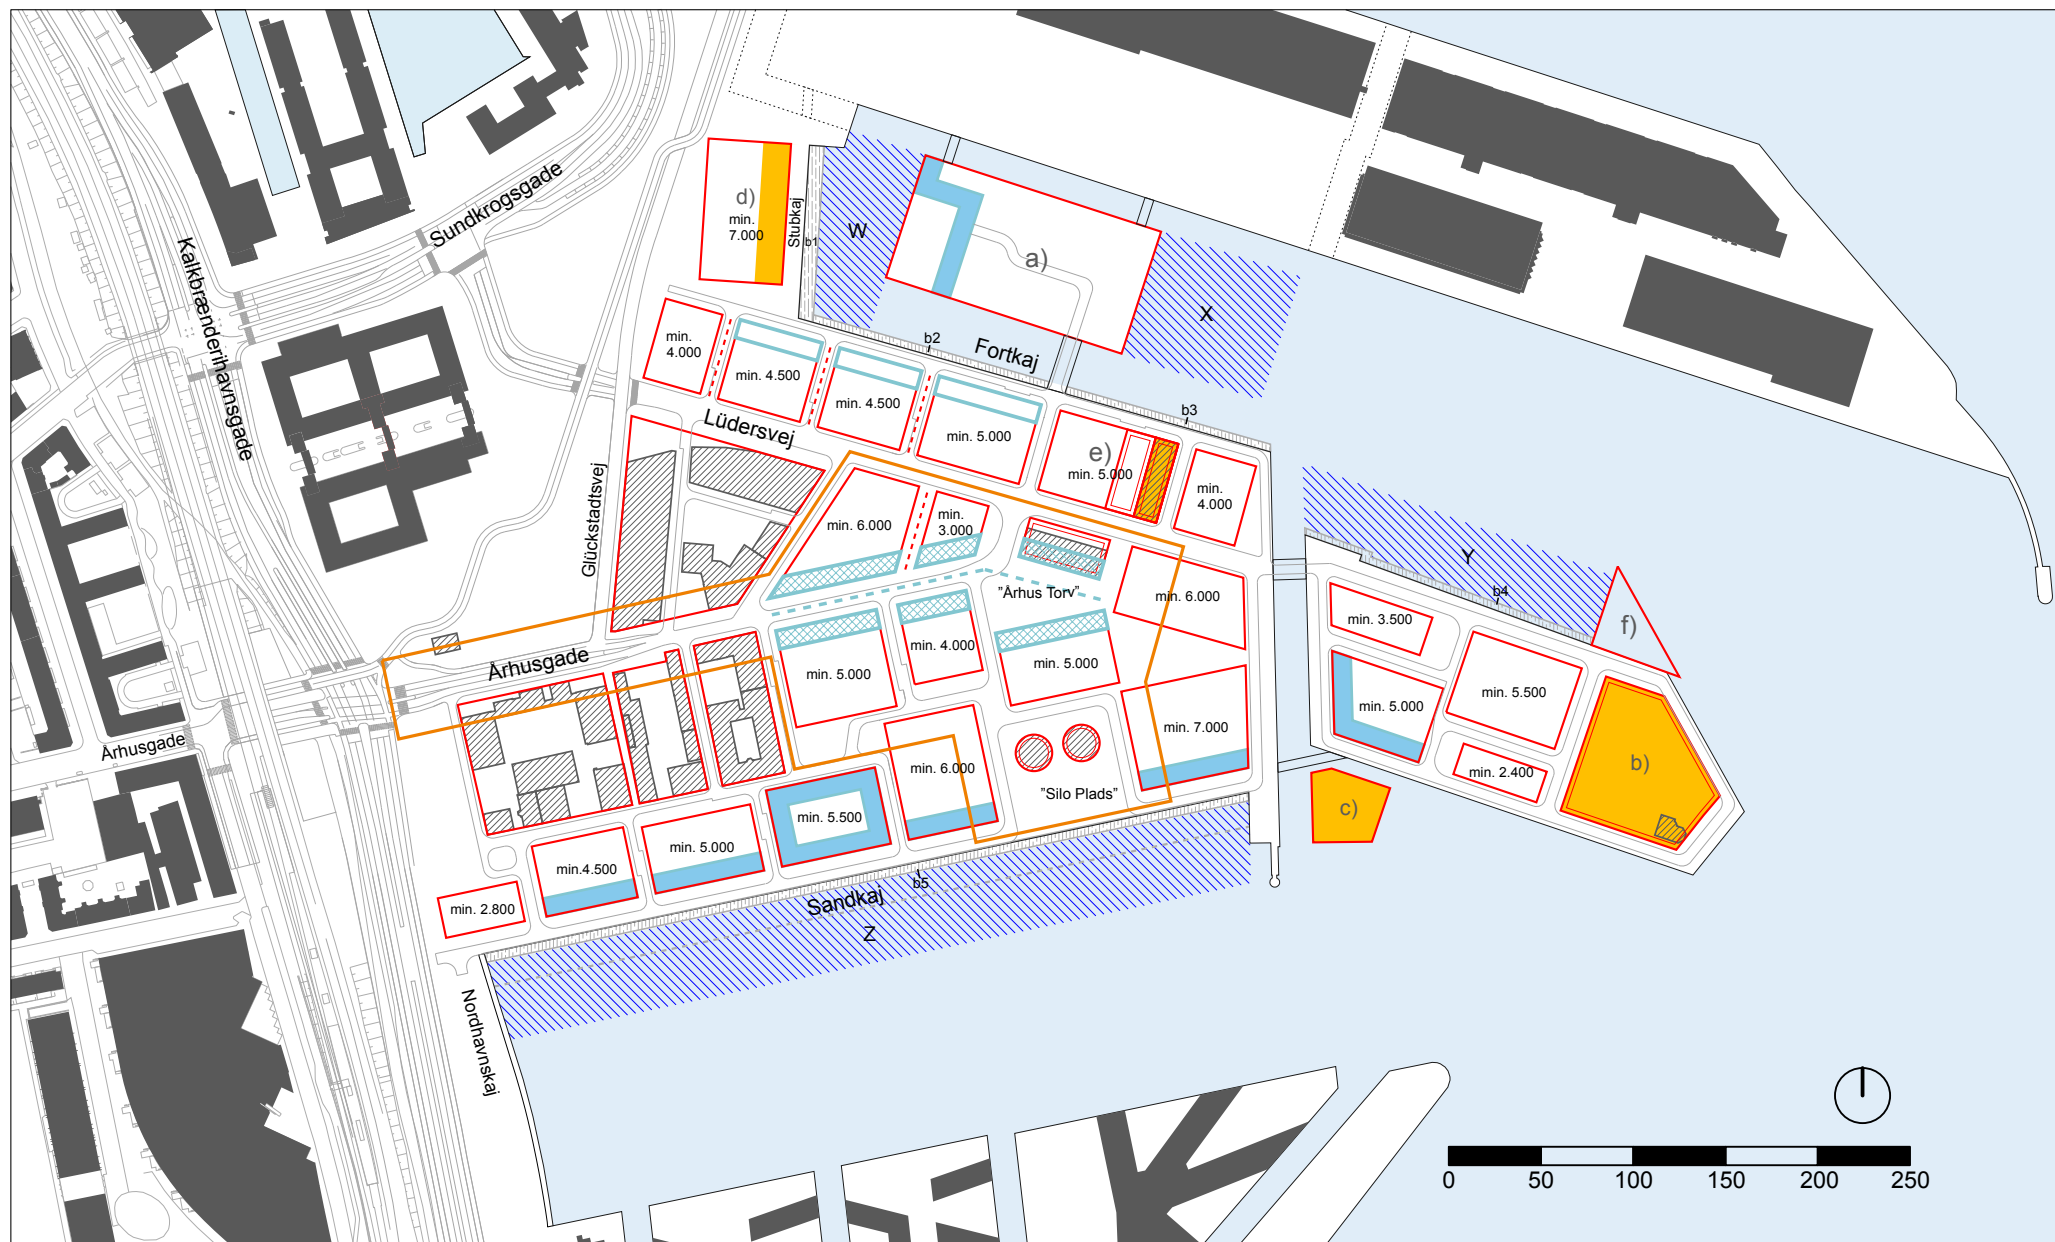 Sundkrogsgade
Kalkbrænderihavnsgade
d)
min.
7.000
Stubkaj
b1
W
a)
X
b2
Fortkaj
b3
min.
4.000
min. 4.500
min. 4.500
min. 5.000
e)
min. 5.000
min.
4.000
Lüdersvej
Glückstadtsvej
min. 6.000
min.
3.000
"Århus Torv"
min. 6.000
Y
b4
f)
min. 3.500
min. 5.000
min. 5.500
min. 2.400
b)
c)
Århusgade
min. 5.000
min. 4.000
min. 5.000
min. 7.000
min. 6.000
"Silo Plads"
Århusgade
min. 5.500
min. 5.000
min.4.500
min. 2.800
b5
Sandkaj
Z
Nordhavnskaj
0 50 100 150 200 250